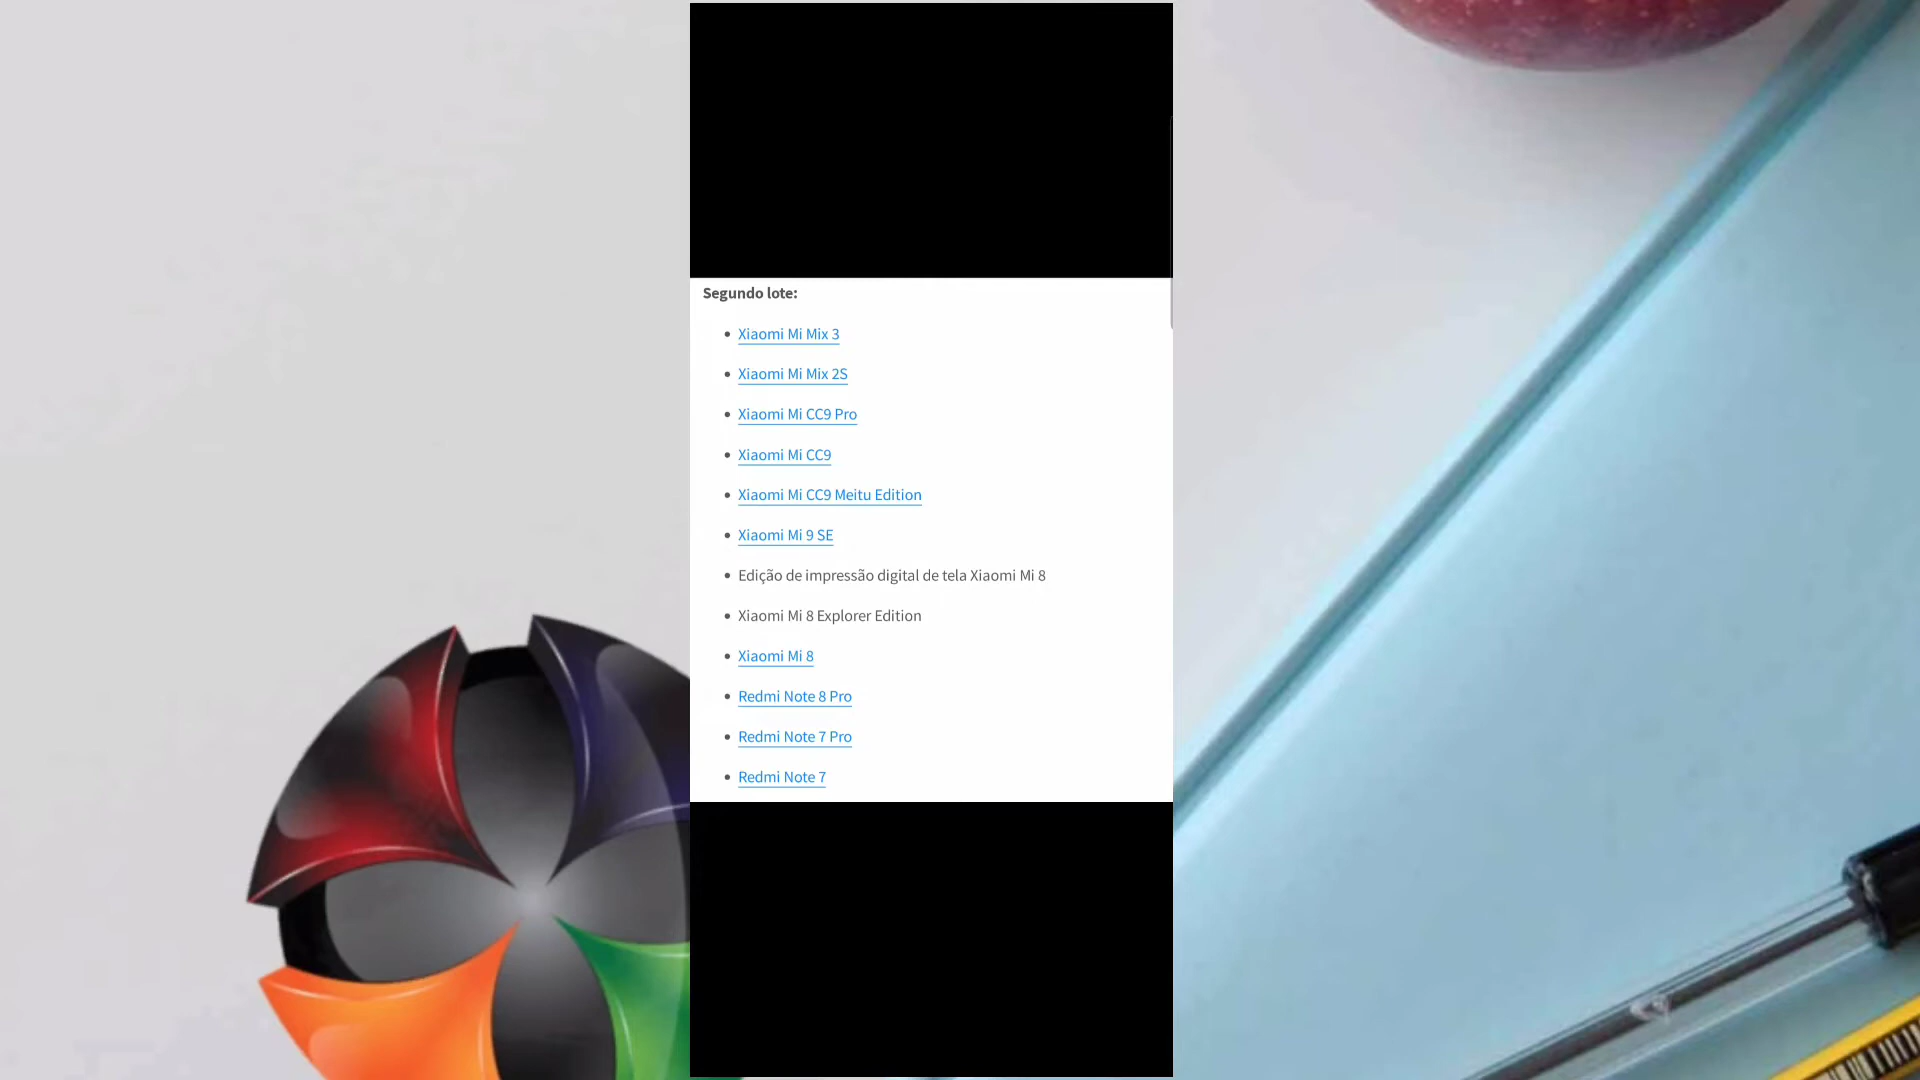 Segundo lote:
Xiaomi Mi Mix 3
Xiaomi Mi Mix 2S
Xiaomi Mi CC9 Pro
Xiaomi Mi CC9
Xiaomi Mi CC9 Meitu Edition
Xiaomi Mi 9 SE
Edição de impressão digital de tela Xiaomi Mi 8
Xiaomi Mi 8 Explorer Edition
Xiaomi Mi 8
Redmi Note 8 Pro
Redmi Note 7 Pro
Redmi Note 7